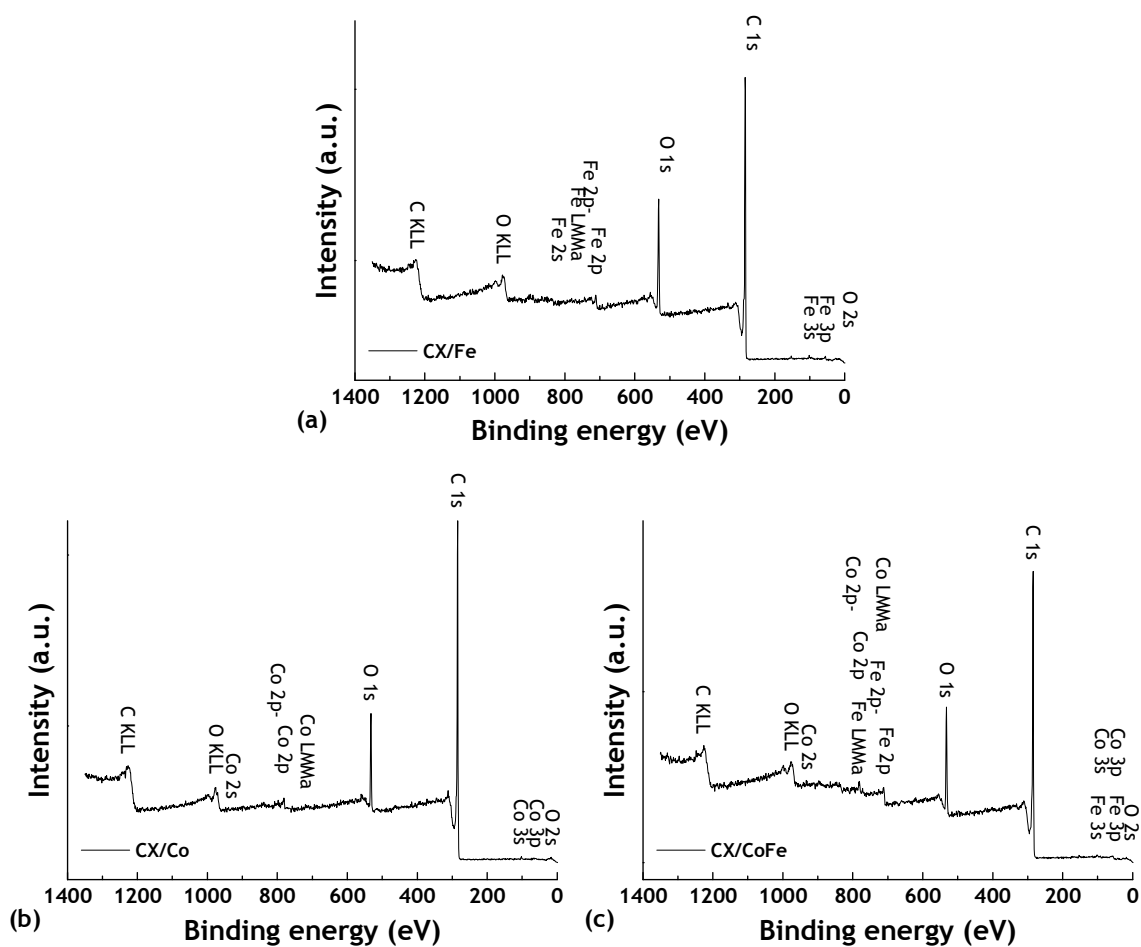 C 1s
O 1s
Fe 2p-
Fe LMMa
Fe 2s
Fe 2p
C KLL
O KLL
O 2s
Fe 3p
Fe 3s
Intensity (a.u.)
CX/Fe
1400 1200 1000 800 600 400 200 0
(a)
Binding energy (eV)
C 1s
Co 2p-
Co 2p
Co LMMa
O 1s
C KLL
O KLL
Co 2s
Co 3s
Co 3p
O 2s
Intensity (a.u.)
CX/Co
1400 1200 1000 800 600 400 200 0
(b)
Binding energy (eV)
C 1s
Co 2p-
Co LMMa
Co 2p
Fe 2p-
Fe LMMa
Fe 2p
O 1s
C KLL
O KLL
Co 2s
Co 3s
Co 3p
Fe 3s
Fe 3p
O 2s
Intensity (a.u.)
CX/CoFe
1400 1200 1000 800 600 400 200 0
(c)
Binding energy (eV)